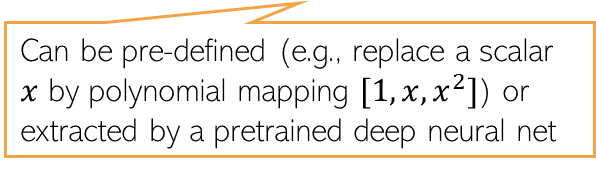 Can be pre-defined (e.g., replace a scalar
x by polynomial mapping [1, x, x²]) or
extracted by a pretrained deep neural net